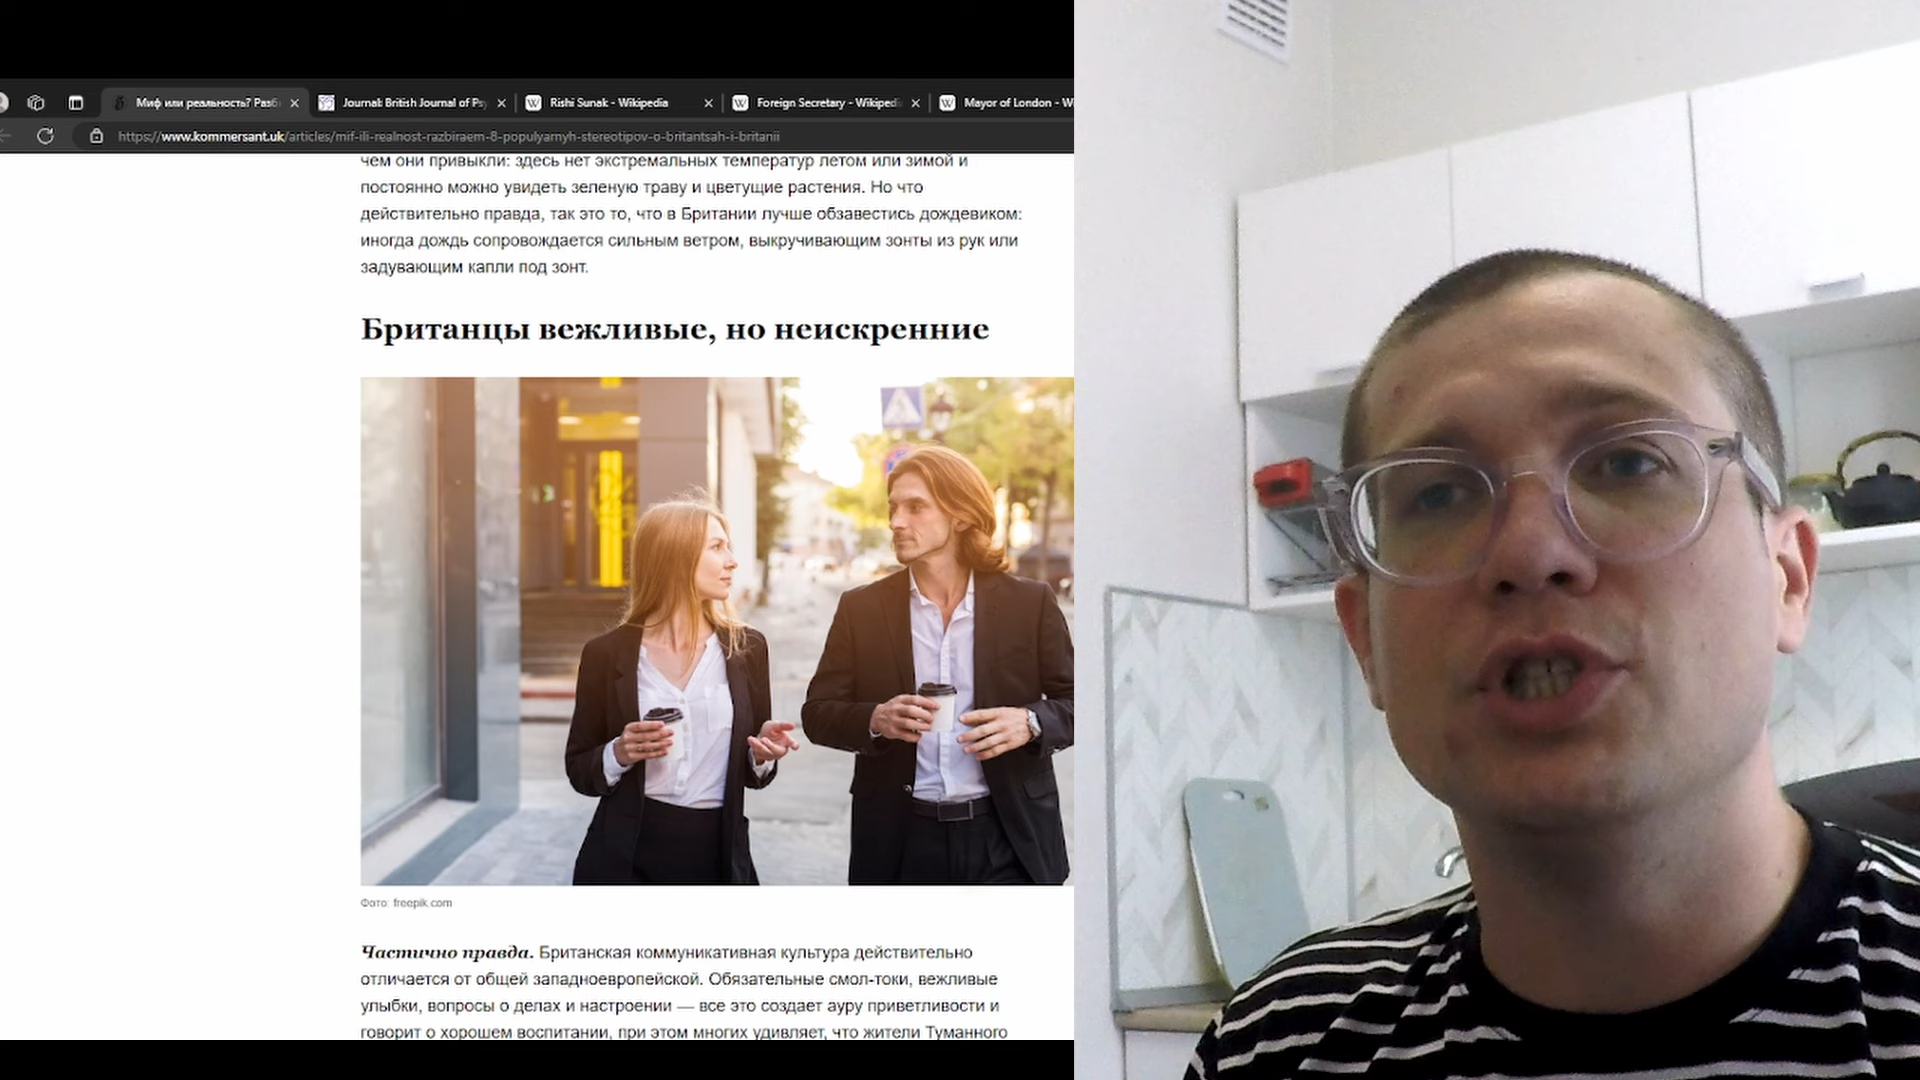 Миф или реальность? Разб
Journal: British Journal of Ps
Rishi Sunak - Wikipedia
Foreign Secretary - Wikiped
Mayor of London - W
https://www.kommersant.uk/articles/mif-ili-realnost-razbiraem-8-populyarnyh-stereotipov-o-britantsah-i-britanii
чем они привыкли: здесь нет экстремальных температур летом или зимой и
постоянно можно увидеть зеленую траву и цветущие растения. Но что
действительно правда, так это то, что в Британии лучше обзавестись дождевиком:
иногда дождь сопровождается сильным ветром, выкручивающим зонты из рук или
задувающим капли под зонт.
Британцы вежливые, но неискренние
Фото: freepik.com
Частично правда. Британская коммуникативная культура действительно
отличается от общей западноевропейской. Обязательные смол-токи, вежливые
улыбки, вопросы о делах и настроении — все это создает ауру приветливости и
говорит о хорошем воспитании, при этом многих удивляет, что жители Туманного